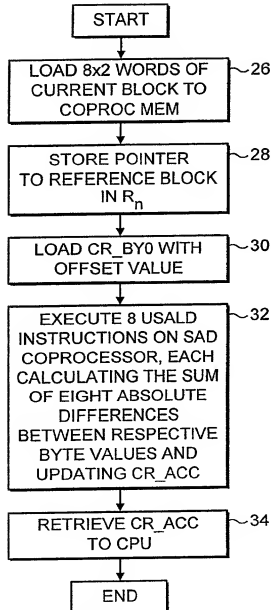 START
LOAD 8x2 WORDS OF
CURRENT BLOCK TO
COPROC MEM
26
STORE POINTER
TO REFERENCE BLOCK
IN Rn
28
LOAD CR_BY0 WITH
OFFSET VALUE
30
EXECUTE 8 USALD
INSTRUCTIONS ON SAD
COPROCESSOR, EACH
CALCULATING THE SUM
OF EIGHT ABSOLUTE
DIFFERENCES
BETWEEN RESPECTIVE
BYTE VALUES AND
UPDATING CR_ACC
32
RETRIEVE CR_ACC
TO CPU
34
END